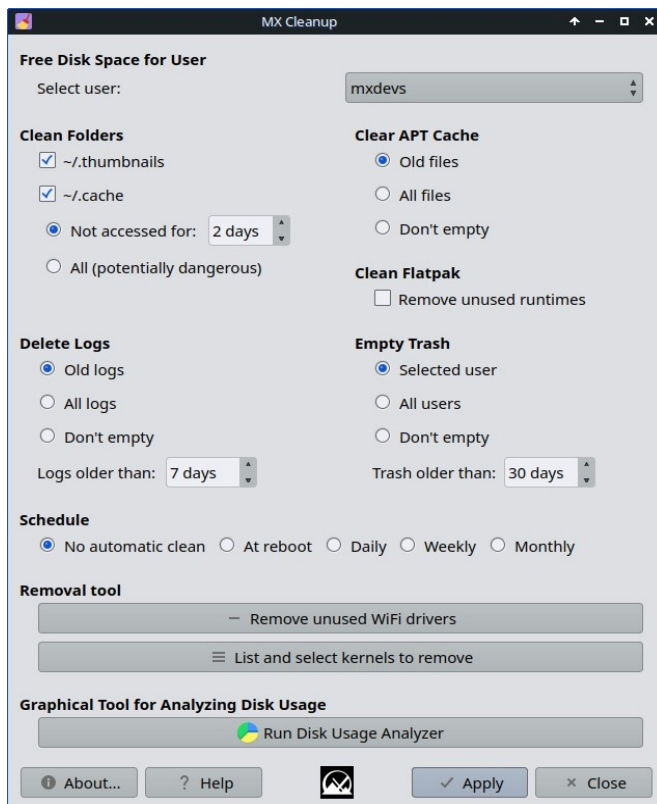 MX Cleanup
Free Disk Space for User
Select user: mxdevs
Clean Folders
~/.thumbnails
~/.cache
Not accessed for: 2 days
All (potentially dangerous)
Clear APT Cache
Old files
All files
Don't empty
Clean Flatpak
Remove unused runtimes
Delete Logs
Old logs
All logs
Don't empty
Logs older than: 7 days
Empty Trash
Selected user
All users
Don't empty
Trash older than: 30 days
Schedule
No automatic clean At reboot Daily Weekly Monthly
Removal tool
Remove unused WiFi drivers
List and select kernels to remove
Graphical Tool for Analyzing Disk Usage
Run Disk Usage Analyzer
About... Help Apply Close